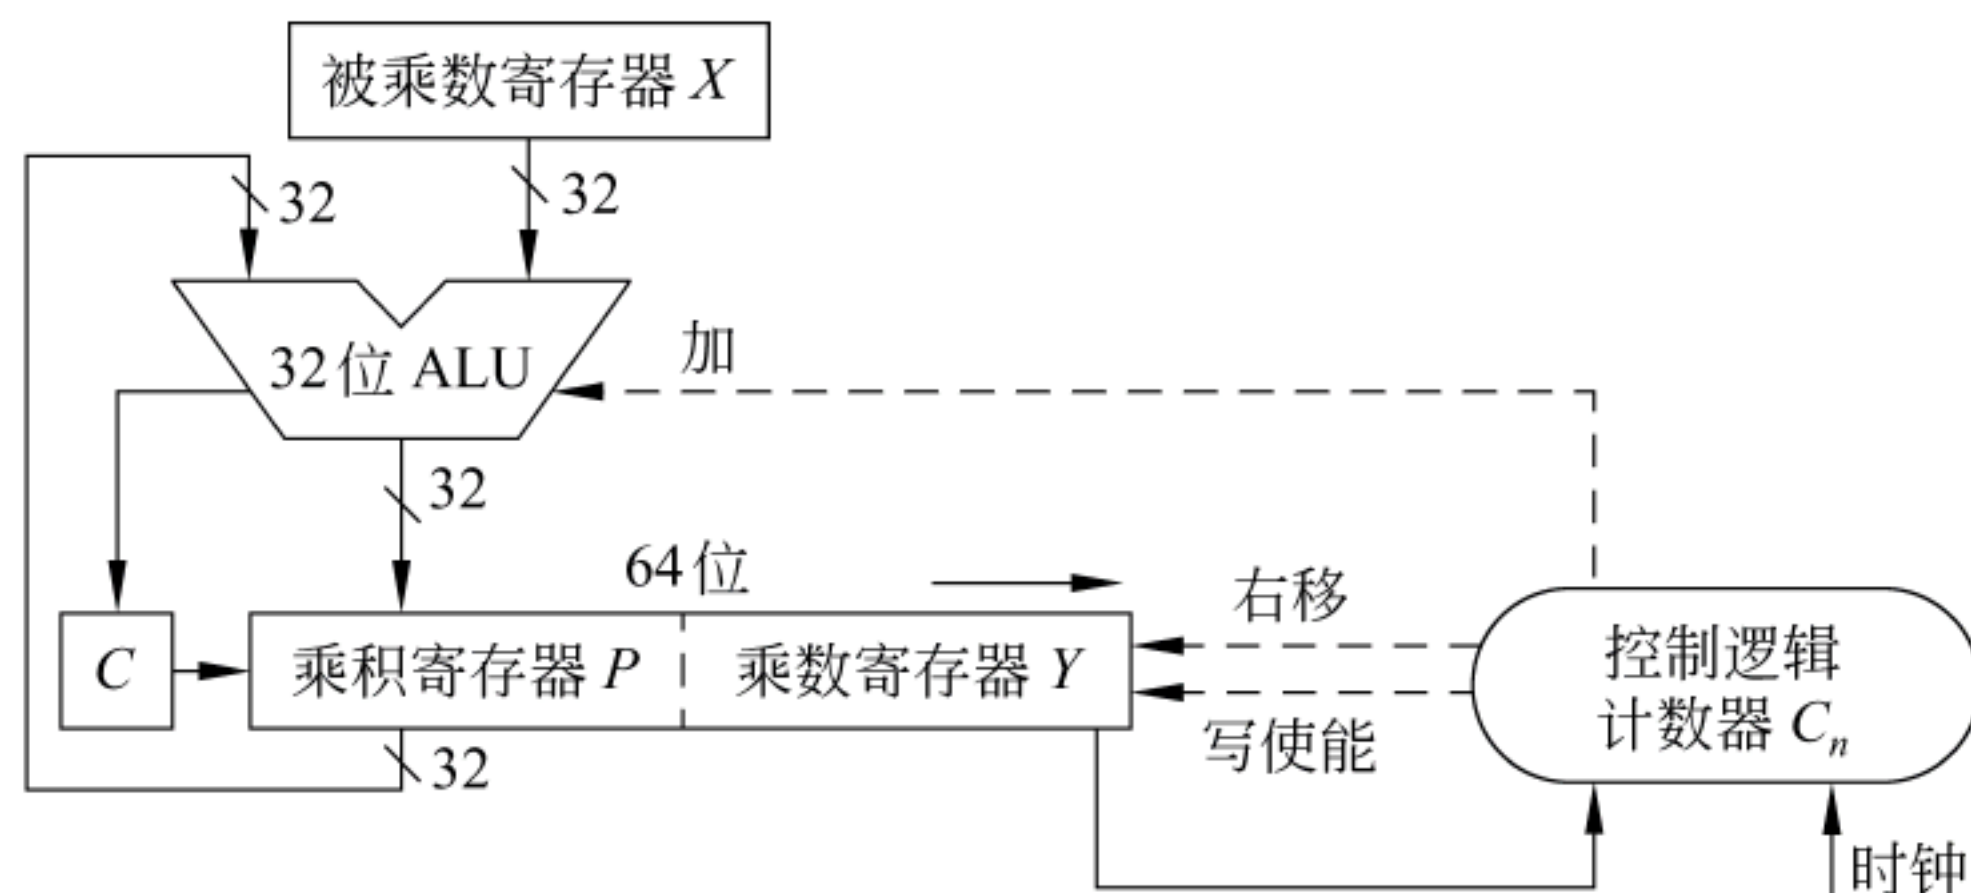 被乘数寄存器 X
32
32
32位 ALU
加
32
64位
右移
C
乘积寄存器 P
乘数寄存器 Y
控制逻辑
计数器 Cn
写使能
32
时钟